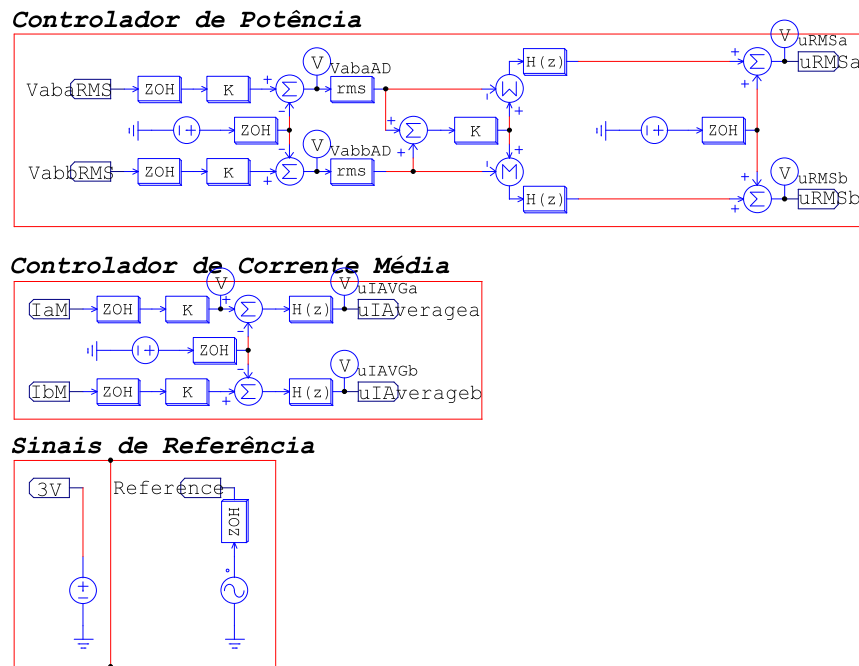 Controlador de Potência
uRMSa
VabaRMS ZOH K Σ V VabaAD rms Σ H(z) Σ V uRMSa
ZOH Σ K ZOH
VabbRMS ZOH K Σ V VabbAD rms Σ H(z) Σ V uRMSb
uRMSb
Controlador de Corrente Média
V V uIAVGa
IaM ZOH K Σ H(z) uIAveragea
ZOH
V uIAVGb
IbM ZOH K Σ H(z) uIAverageb
Sinais de Referência
3V Reference
ZOH